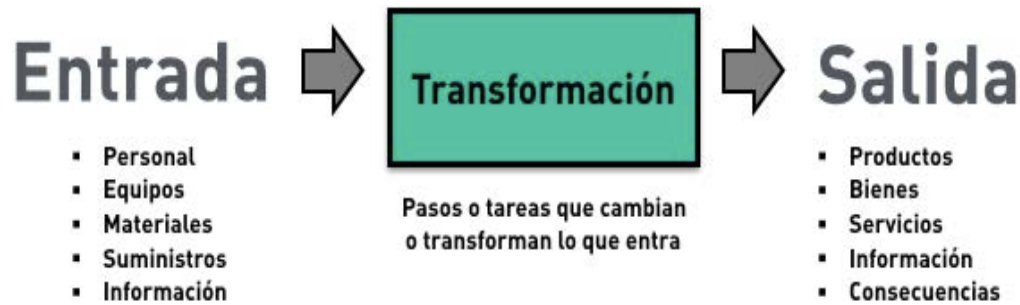 Entrada
Transformación
Salida
▪ Personal
▪ Equipos
▪ Materiales
▪ Suministros
▪ Información
Pasos o tareas que cambian
o transforman lo que entra
▪ Productos
▪ Bienes
▪ Servicios
▪ Información
▪ Consecuencias